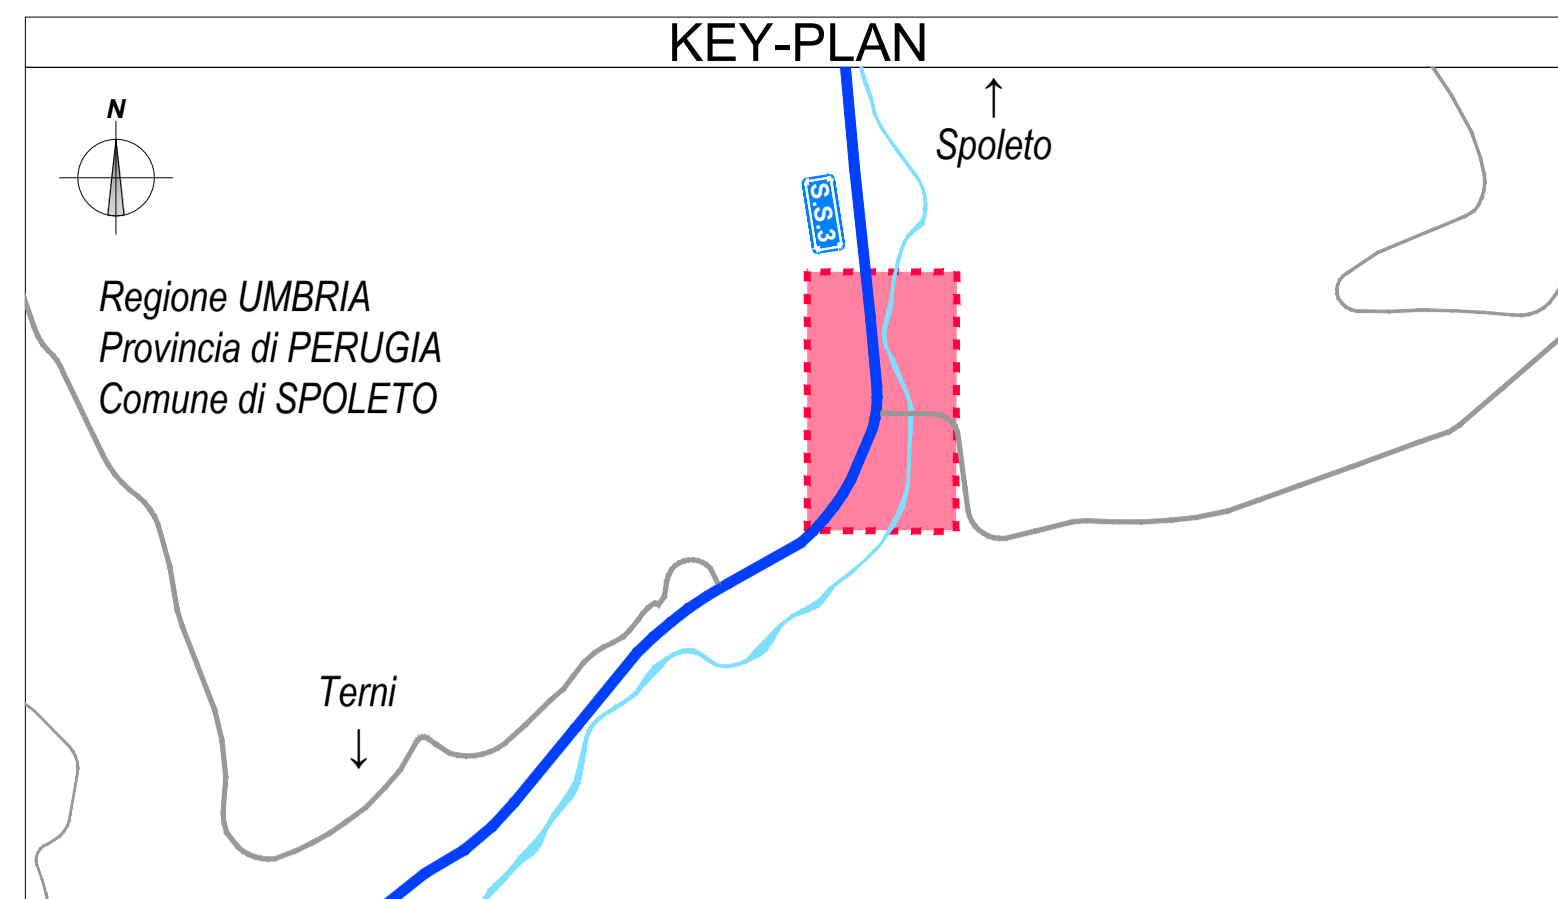 KEY-PLAN
N
↑
Spoleto
S.S.3
Regione UMBRIA
Provincia di PERUGIA
Comune di SPOLETO
Terni
↓